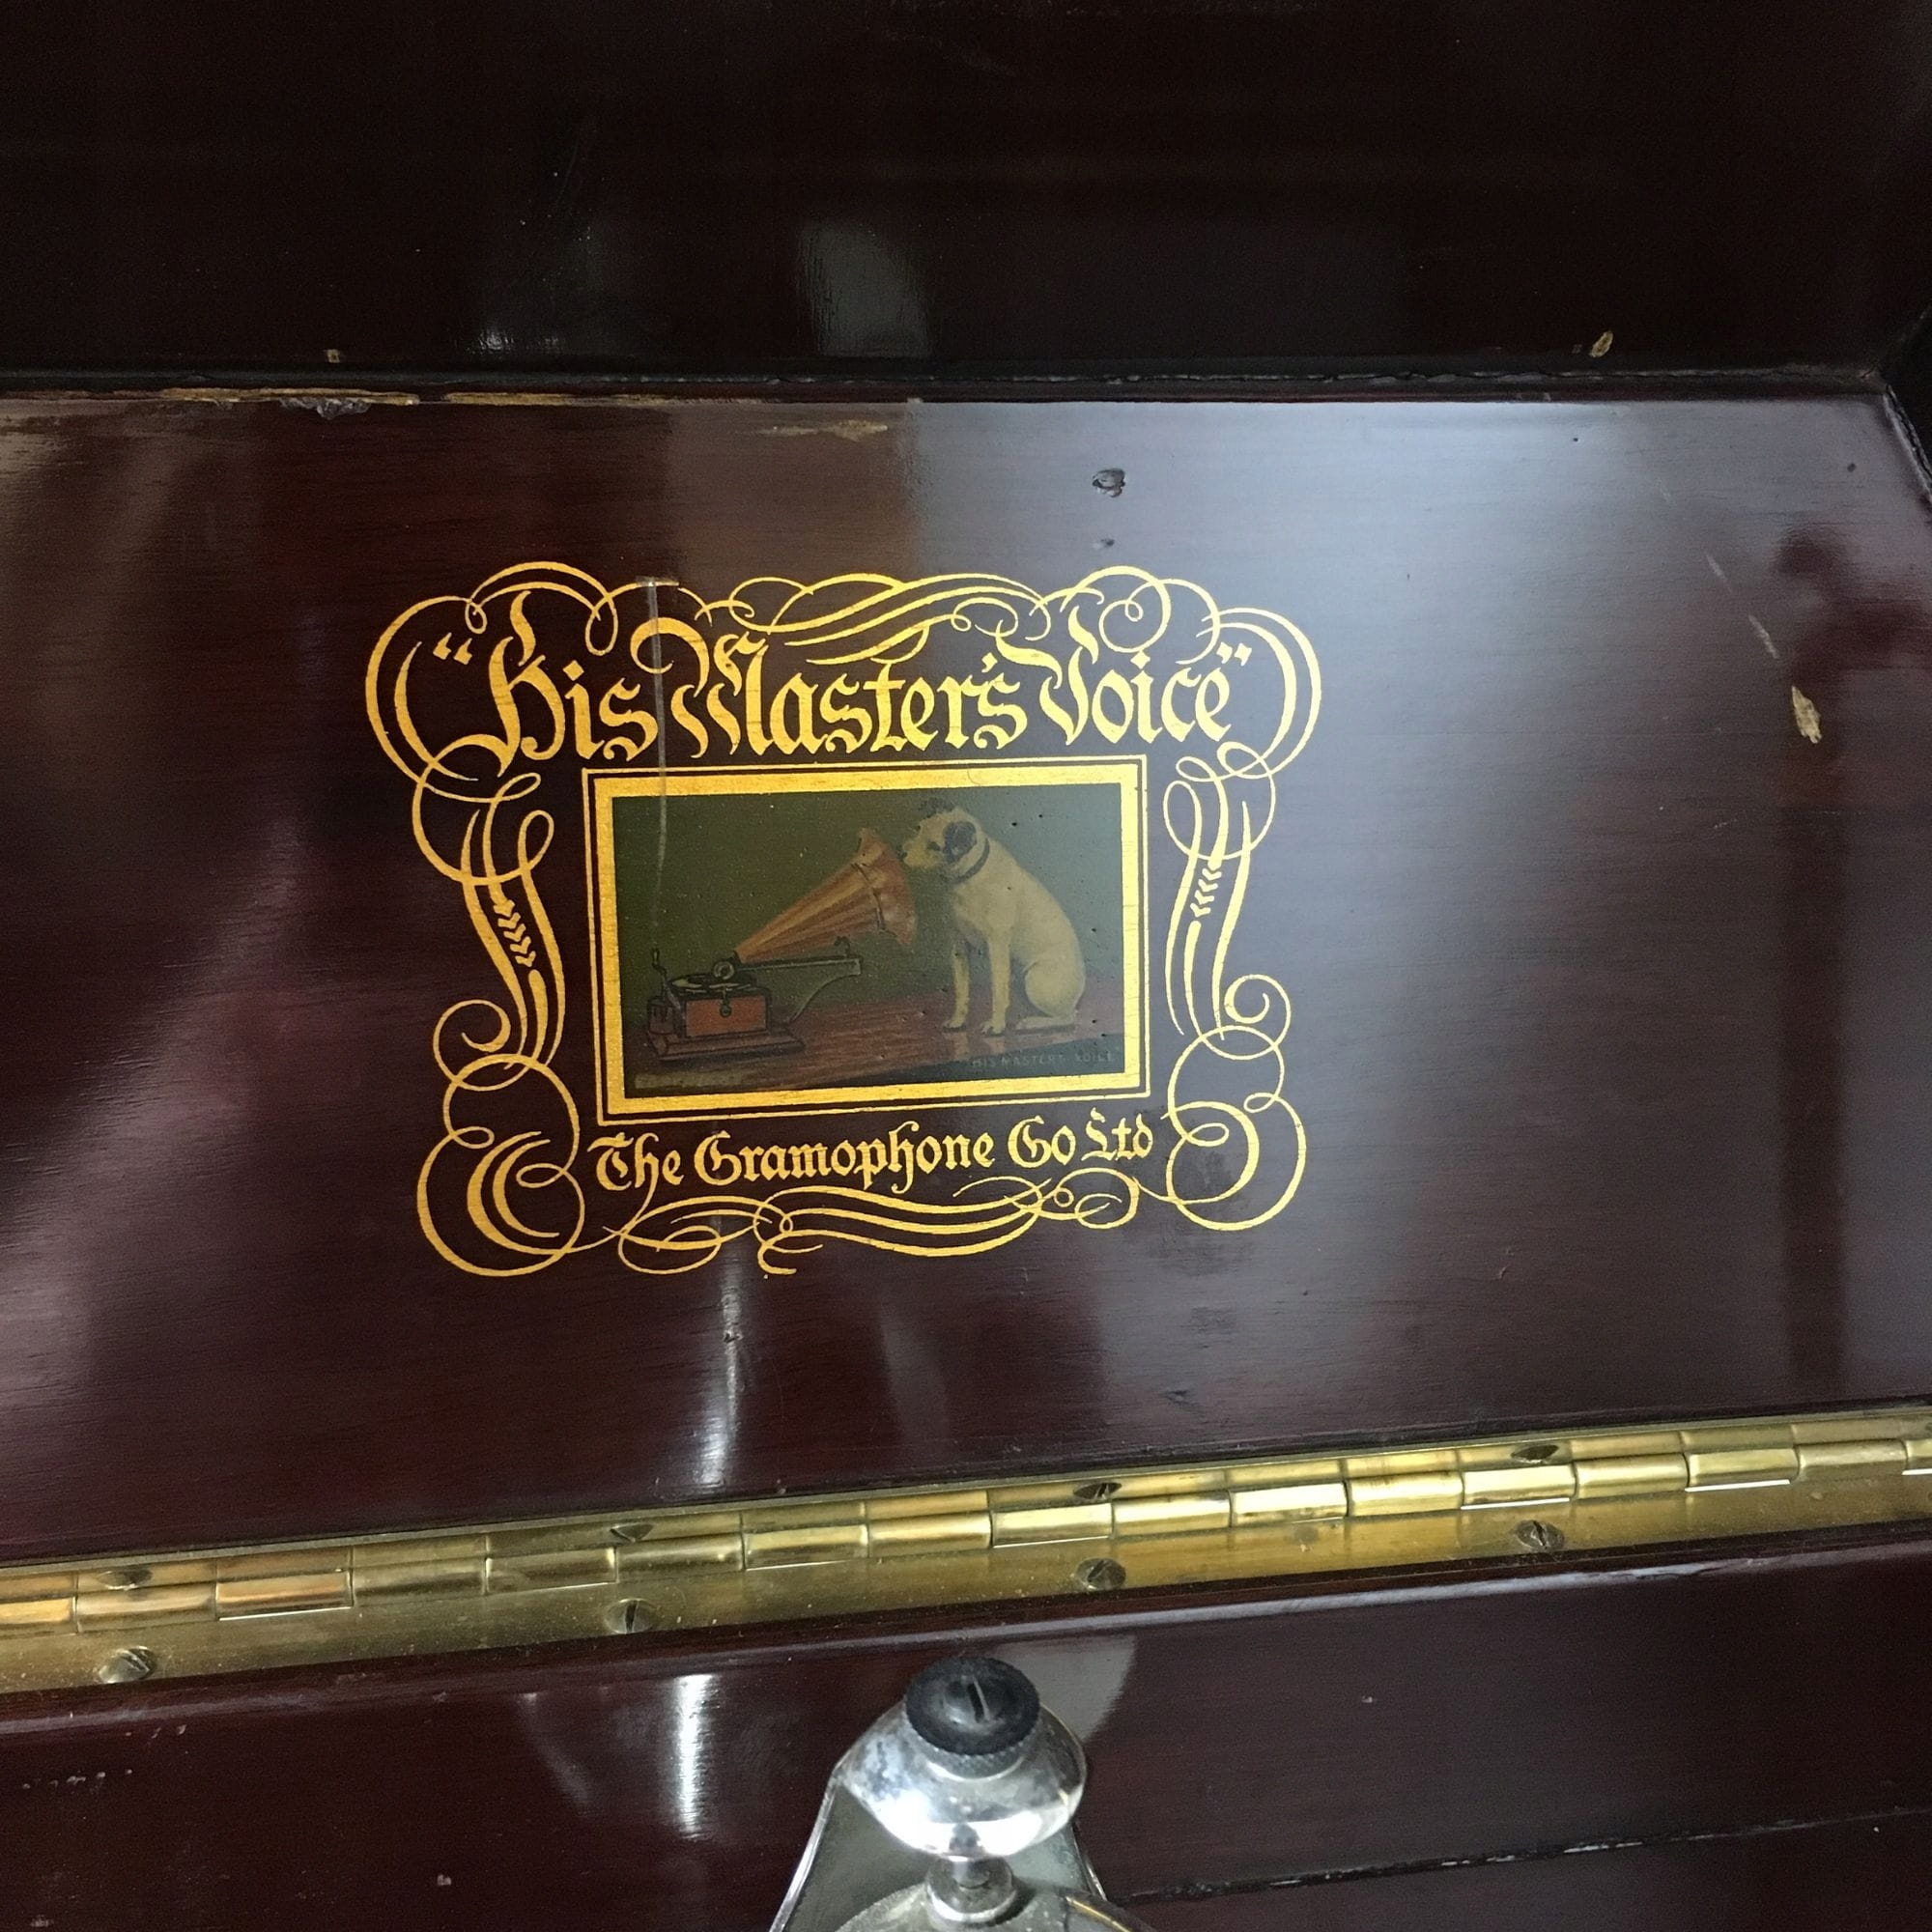 "His Master's Voice"
HIS MASTER'S VOICE
The Gramophone Co Ltd